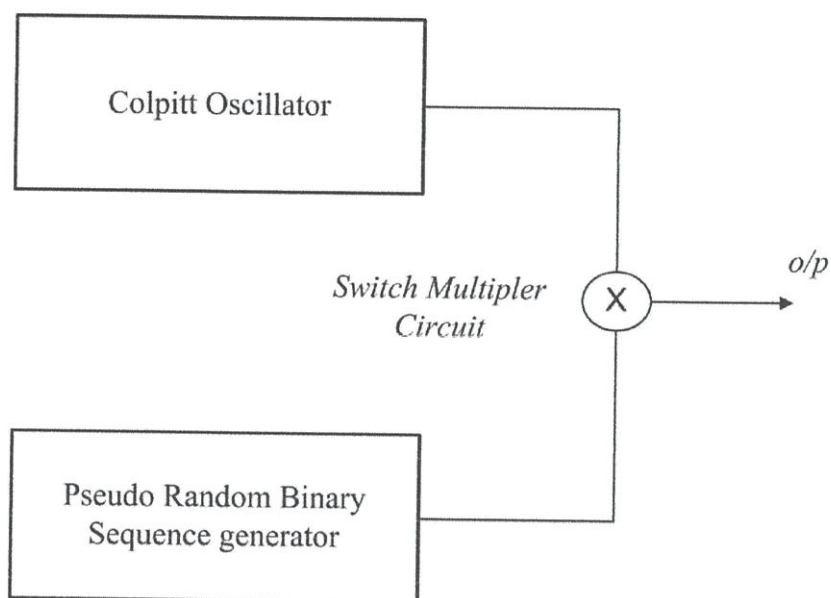 Colpitt Oscillator
o/p
Switch Multipler
Circuit
X
Pseudo Random Binary
Sequence generator